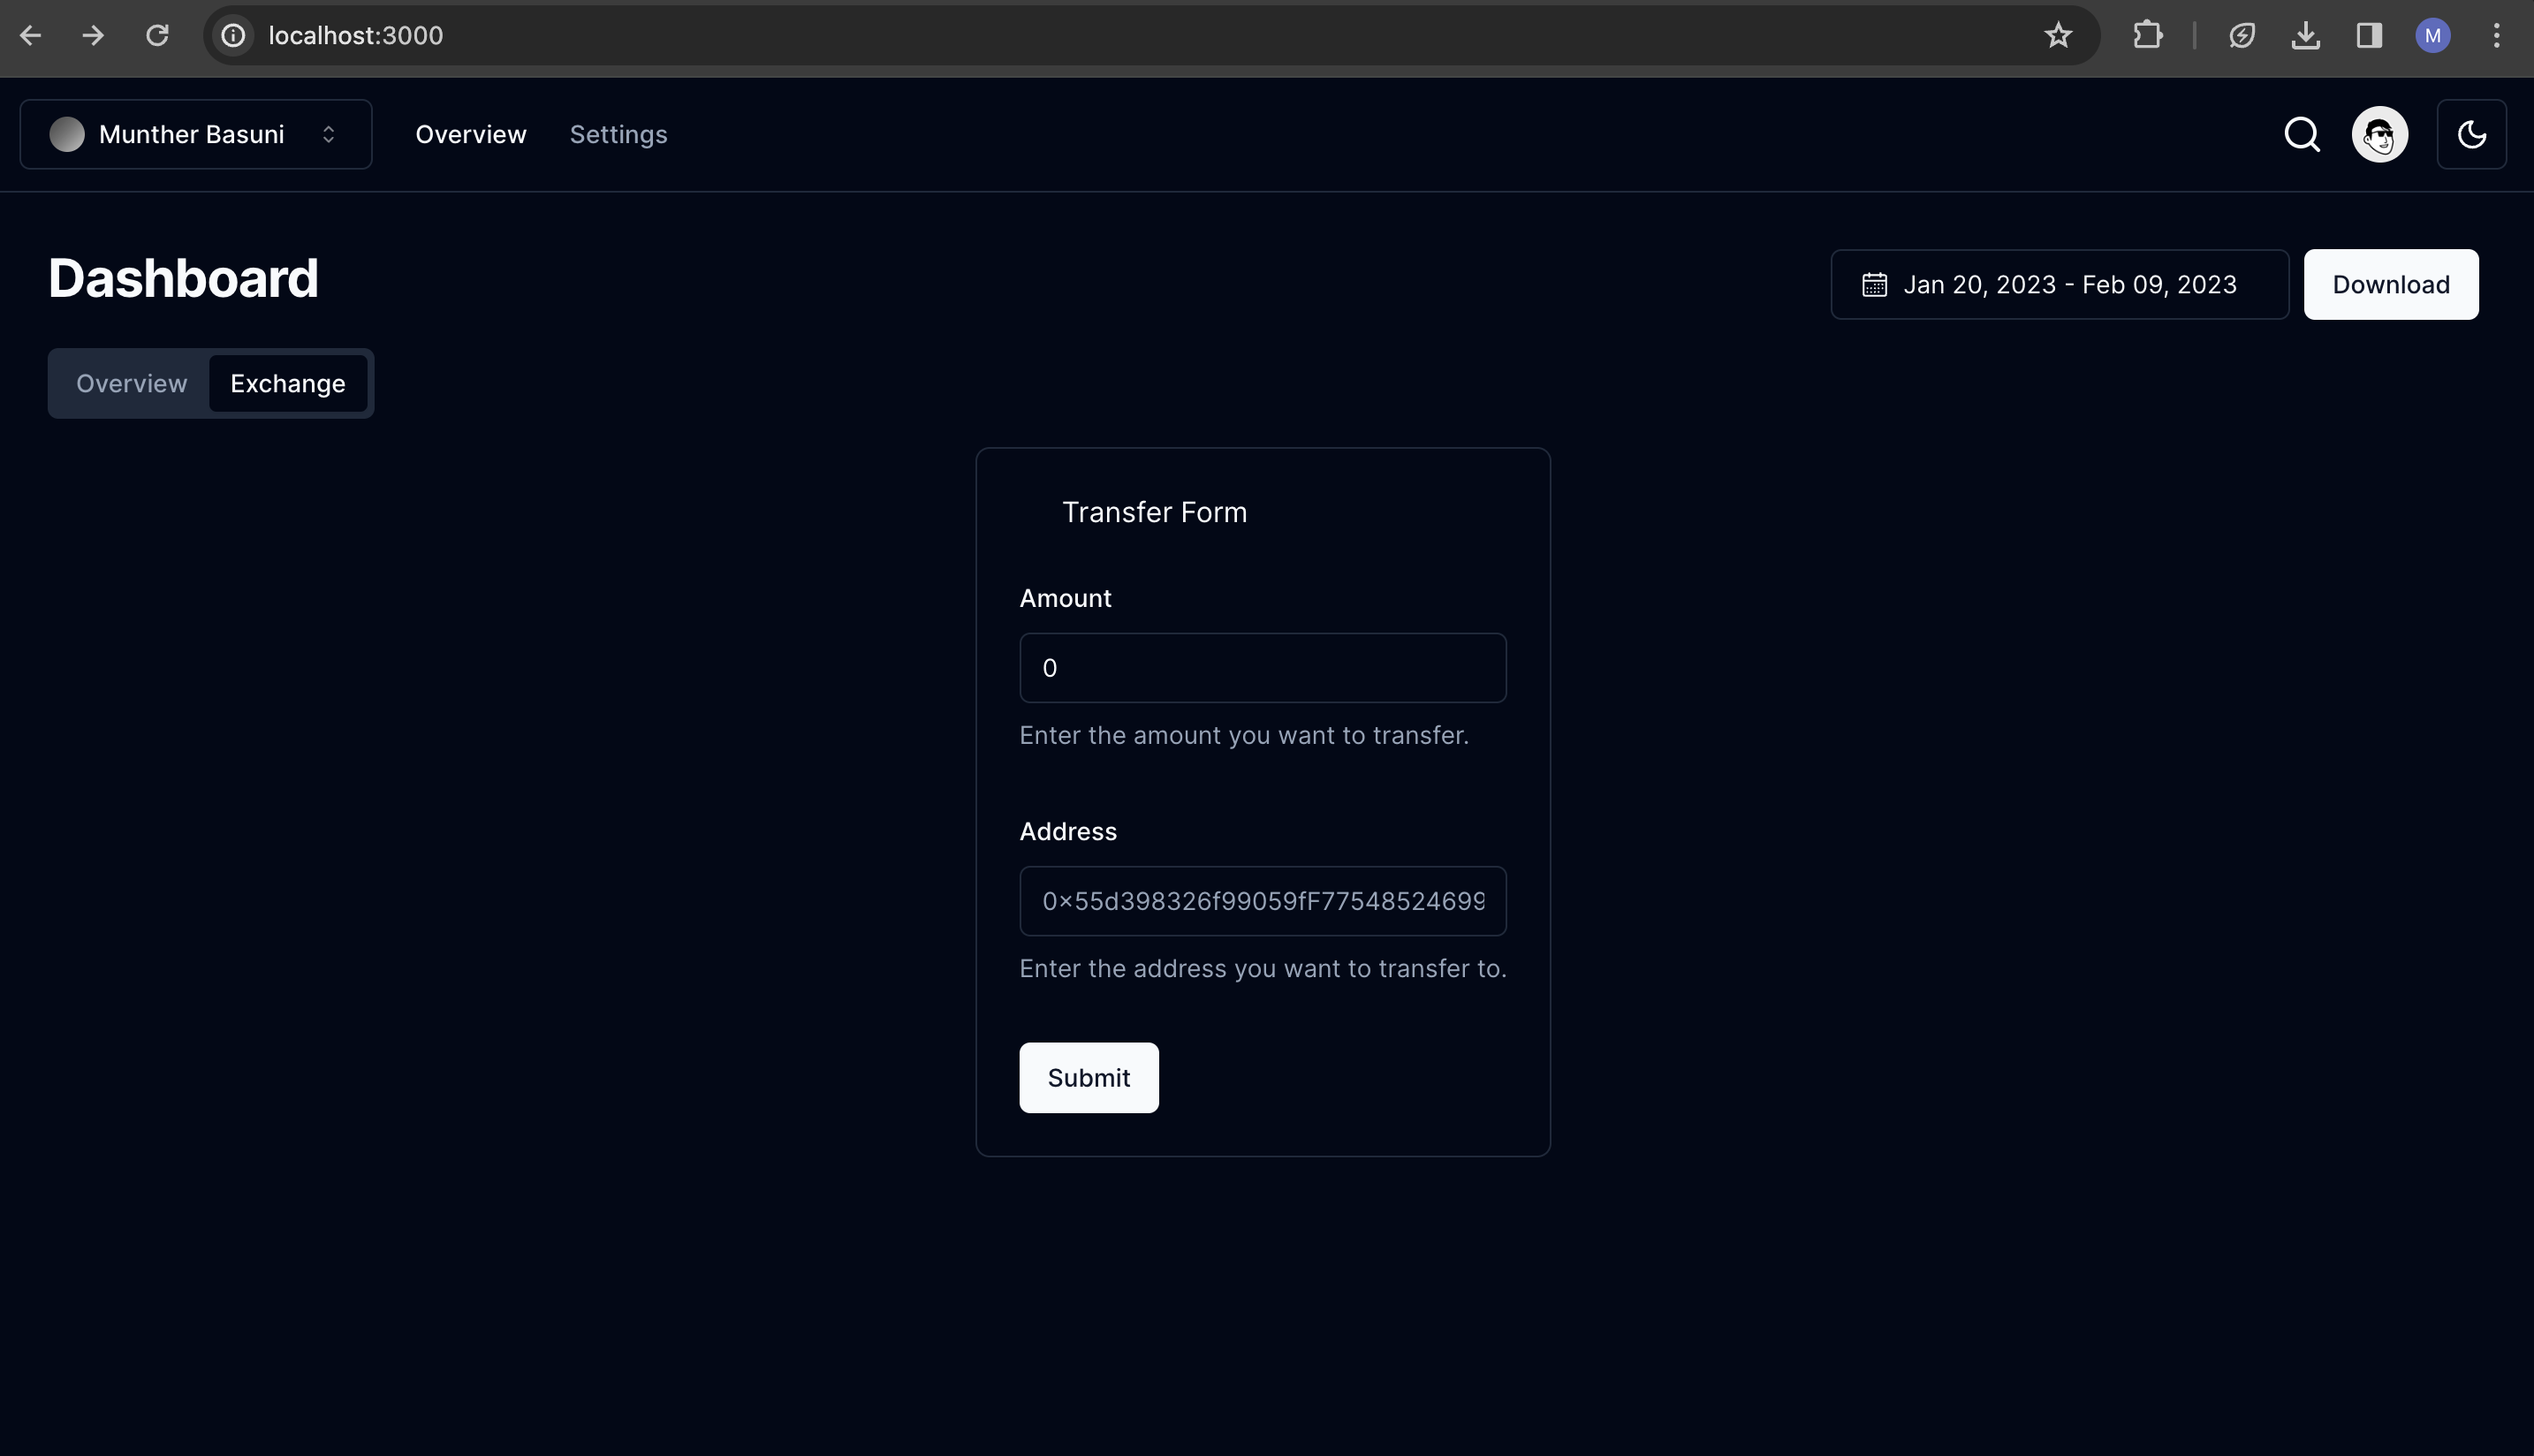 localhost:3000
M
Munther Basuni
Overview
Settings
Dashboard
Jan 20, 2023 - Feb 09, 2023
Download
Overview
Exchange
Transfer Form
Amount
0
Enter the amount you want to transfer.
Address
0x55d398326f99059fF77548524699
Enter the address you want to transfer to.
Submit